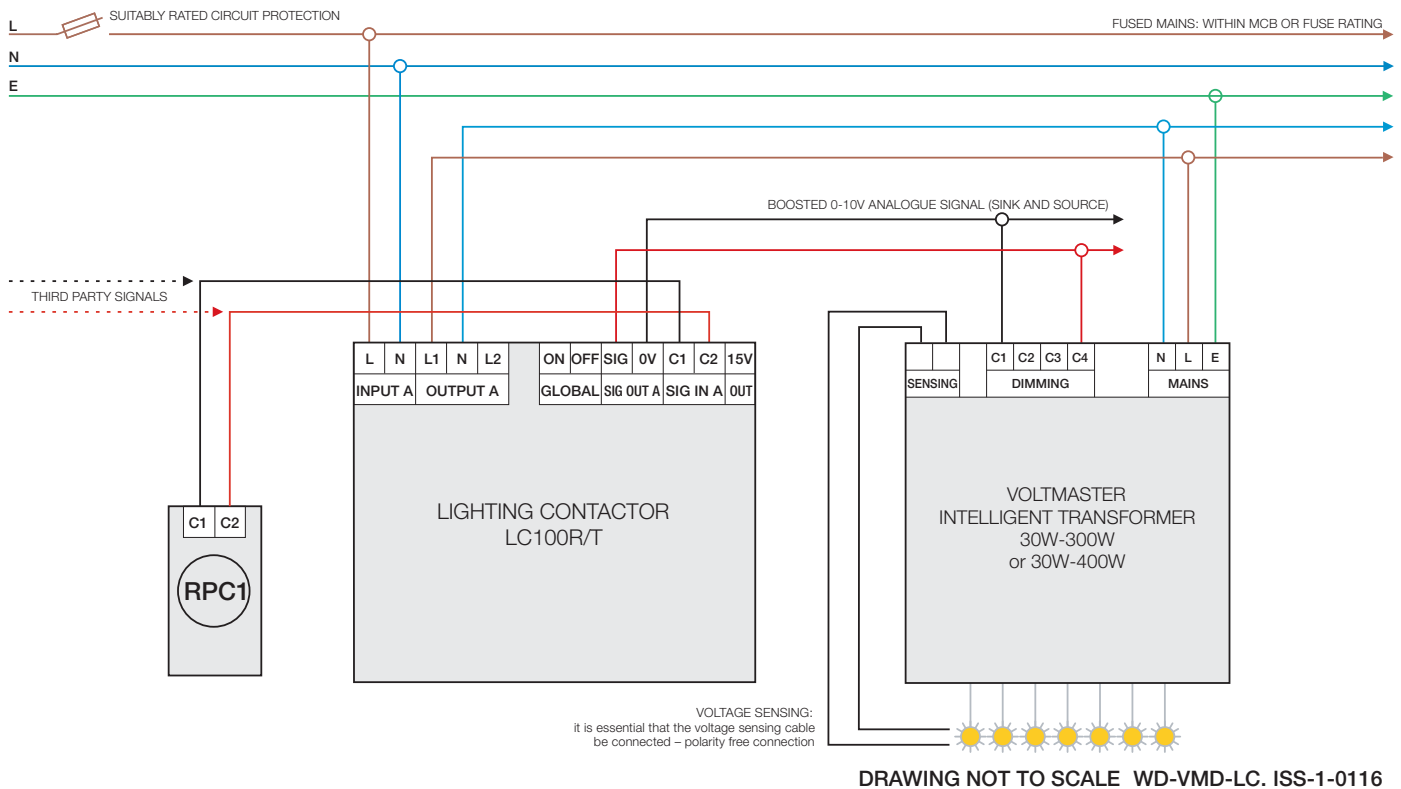 L
SUITABLY RATED CIRCUIT PROTECTION
FUSED MAINS: WITHIN MCB OR FUSE RATING
N
E
BOOSTED 0-10V ANALOGUE SIGNAL (SINK AND SOURCE)
THIRD PARTY SIGNALS
L N L1 N L2 ON OFF SIG 0V C1 C2 15V
INPUT A OUTPUT A GLOBAL SIG OUT A SIG IN A OUT
C1 C2 C3 C4 N L E
SENSING DIMMING MAINS
LIGHTING CONTACTOR
LC100R/T
VOLTMASTER
INTELLIGENT TRANSFORMER
30W-300W
or 30W-400W
C1 C2
RPC1
VOLTAGE SENSING:
it is essential that the voltage sensing cable
be connected – polarity free connection
DRAWING NOT TO SCALE WD-VMD-LC. ISS-1-0116